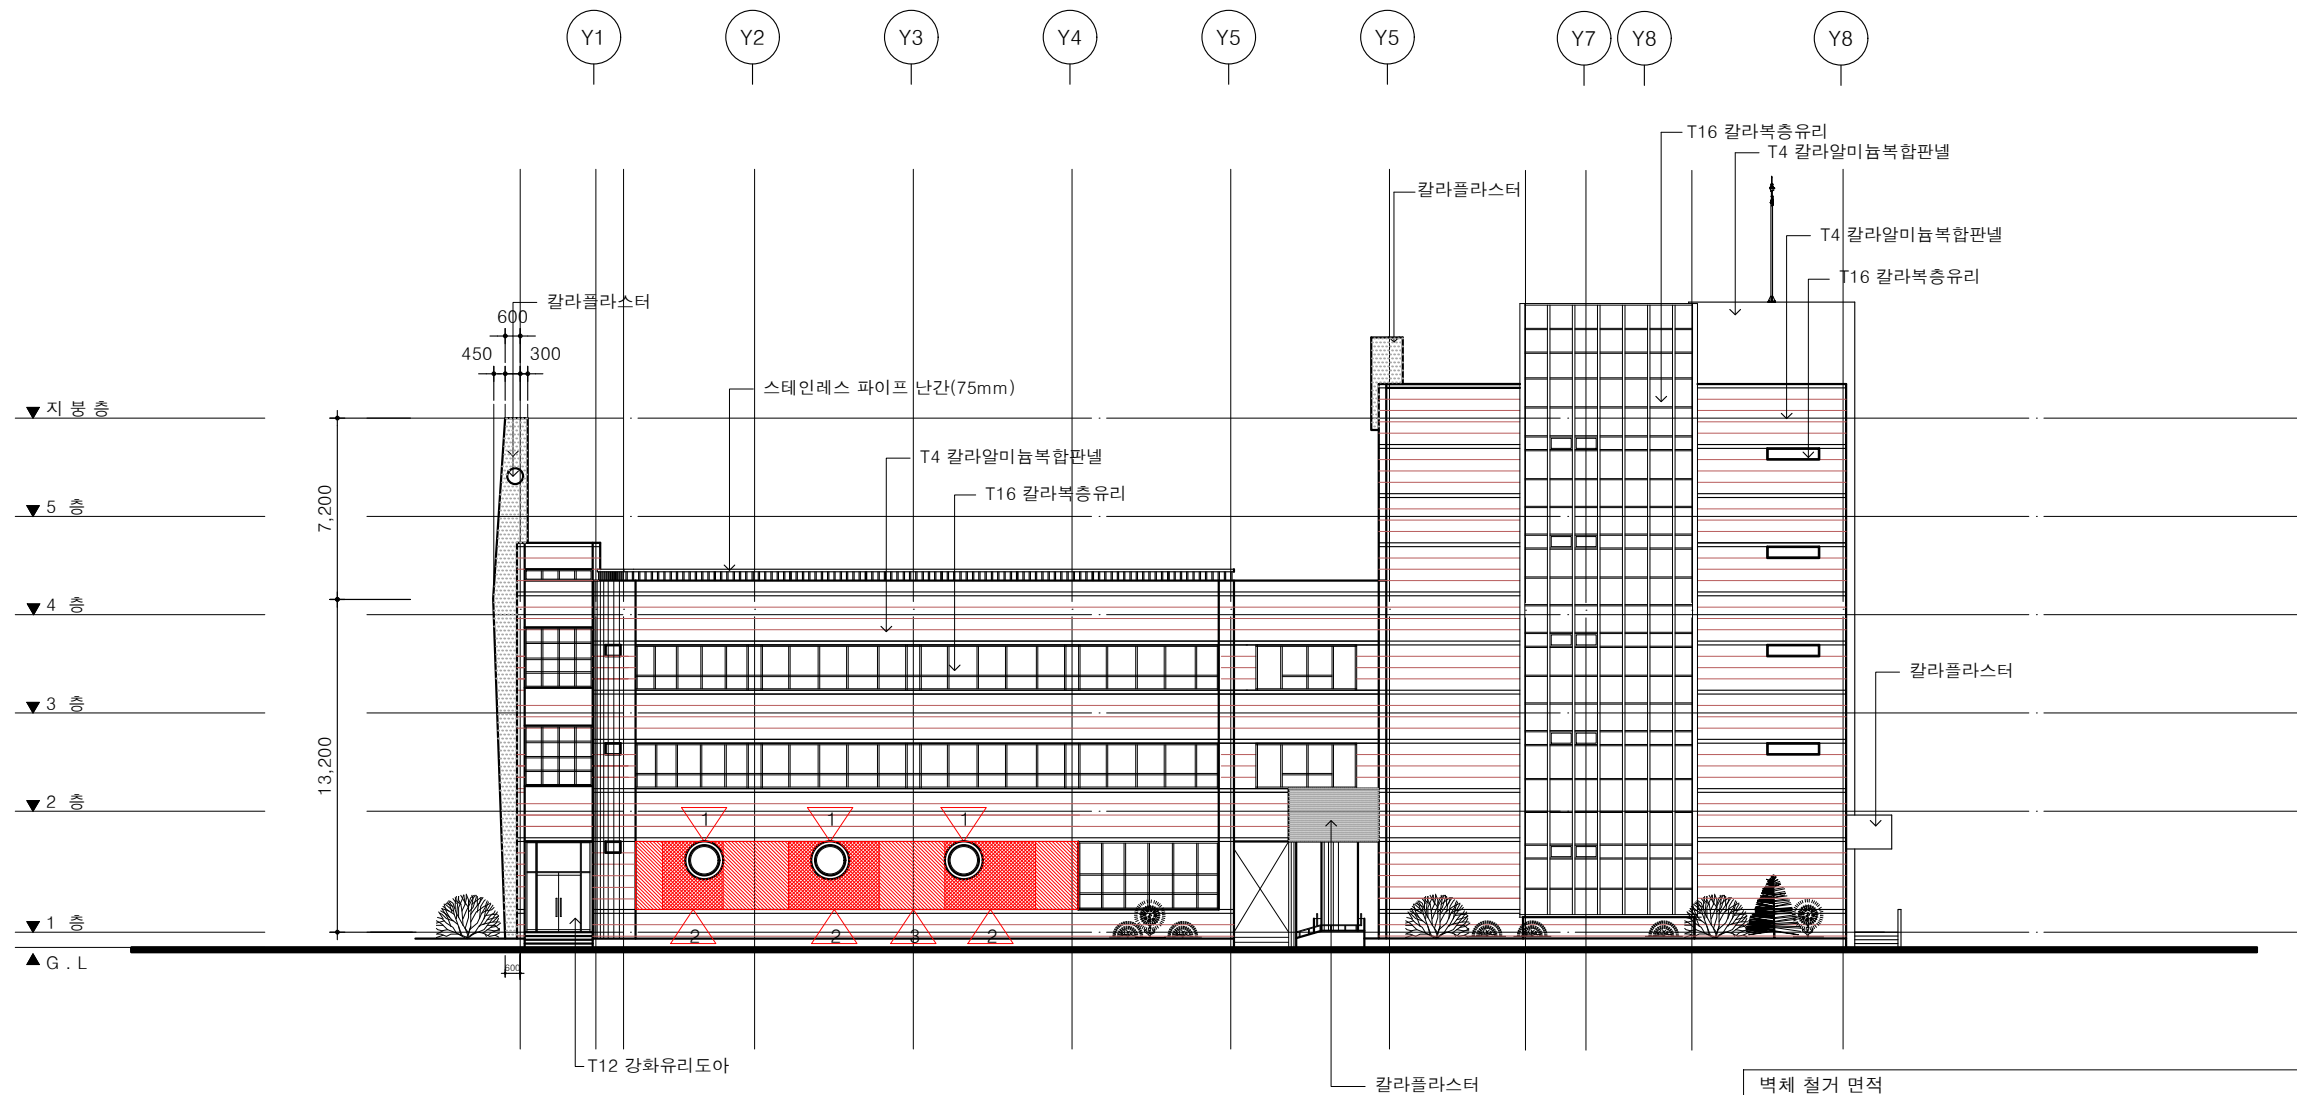 Y1 Y2 Y3 Y4 Y5 Y5 Y7 Y8 Y8
T16 칼라복층유리
T4 칼라알미늄복합판넬
칼라플라스터
T4 칼라알미늄복합판넬
T16 칼라복층유리
칼라플라스터
600
450 300
스테인레스 파이프 난간(75mm)
지 붕 층
T4 칼라알미늄복합판넬
T16 칼라복층유리
5 층
7,200
4 층
칼라플라스터
3 층
13,200
2 층
1 1 1
1 층
2 2 3 2
G . L
600
T12 강화유리도아
칼라플라스터
벽체 철거 면적